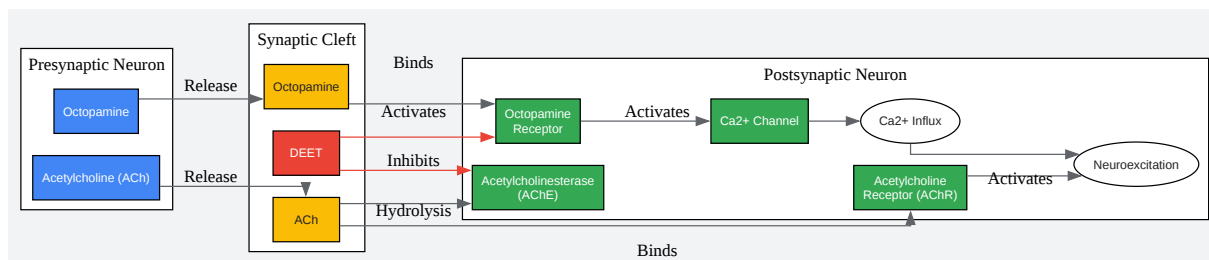 Presynaptic Neuron
Octopamine
Acetylcholine (ACh)
Release
Release
Synaptic Cleft
Octopamine
DEET
ACh
Binds
Activates
Inhibits
Hydrolysis
Binds
Postsynaptic Neuron
Octopamine
Receptor
Activates
Ca2+ Channel
Ca2+ Influx
Acetylcholinesterase
(AChE)
Acetylcholine
Receptor (AChR)
Activates
Neuroexcitation